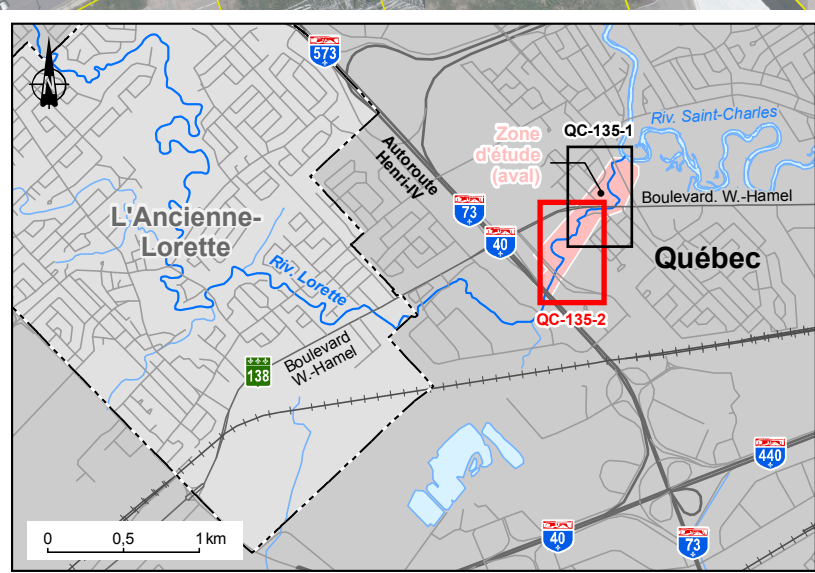 N
573
QC-135-1
Riv. Saint-Charles
Zone
d'étude
(aval)
Autoroute
Henri-IV
Boulevard. W.-Hamel
73
40
L'Ancienne-
Lorette
Québec
Riv. Lorette
QC-135-2
138
Boulevard
W.-Hamel
440
40
73
0 0,5 1 km